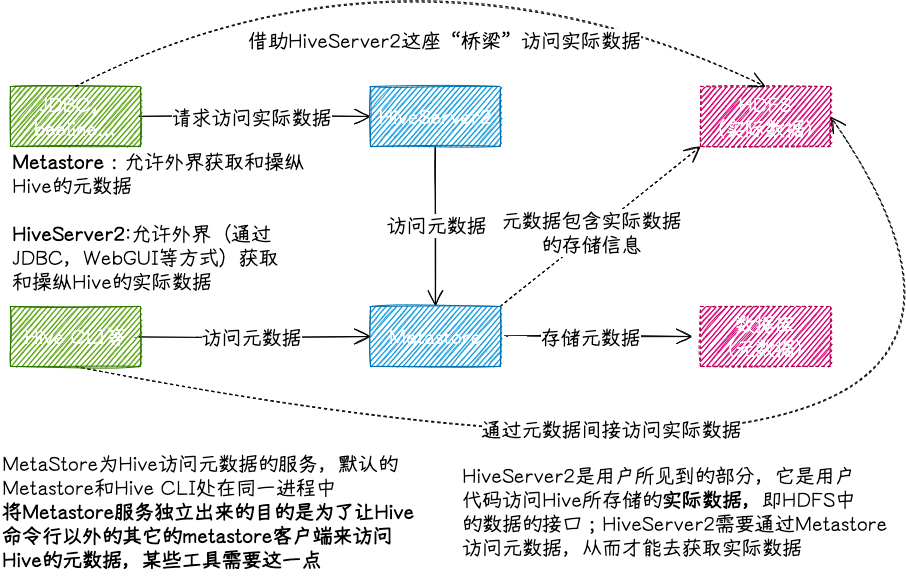 借助HiveServer2这座“桥梁”访问实际数据
JDBC,
beeline...
请求访问实际数据
HiveServer2
HDFS
（实际数据）
Metastore：允许外界获取和操纵
Hive的元数据
HiveServer2:允许外界（通过
JDBC，WebGUI等方式）获取
和操纵Hive的实际数据
访问元数据
元数据包含实际数据
的存储信息
Hive CLI等
访问元数据
Metastore
存储元数据
数据库
（元数据）
通过元数据间接访问实际数据
MetaStore为Hive访问元数据的服务，默认的
Metastore和Hive CLI处在同一进程中
将Metastore服务独立出来的目的是为了让Hive
命令行以外的其它的metastore客户端来访问
Hive的元数据，某些工具需要这一点
HiveServer2是用户所见到的部分，它是用户
代码访问Hive所存储的实际数据，即HDFS中
的数据的接口；HiveServer2需要通过Metastore
访问元数据，从而才能去获取实际数据